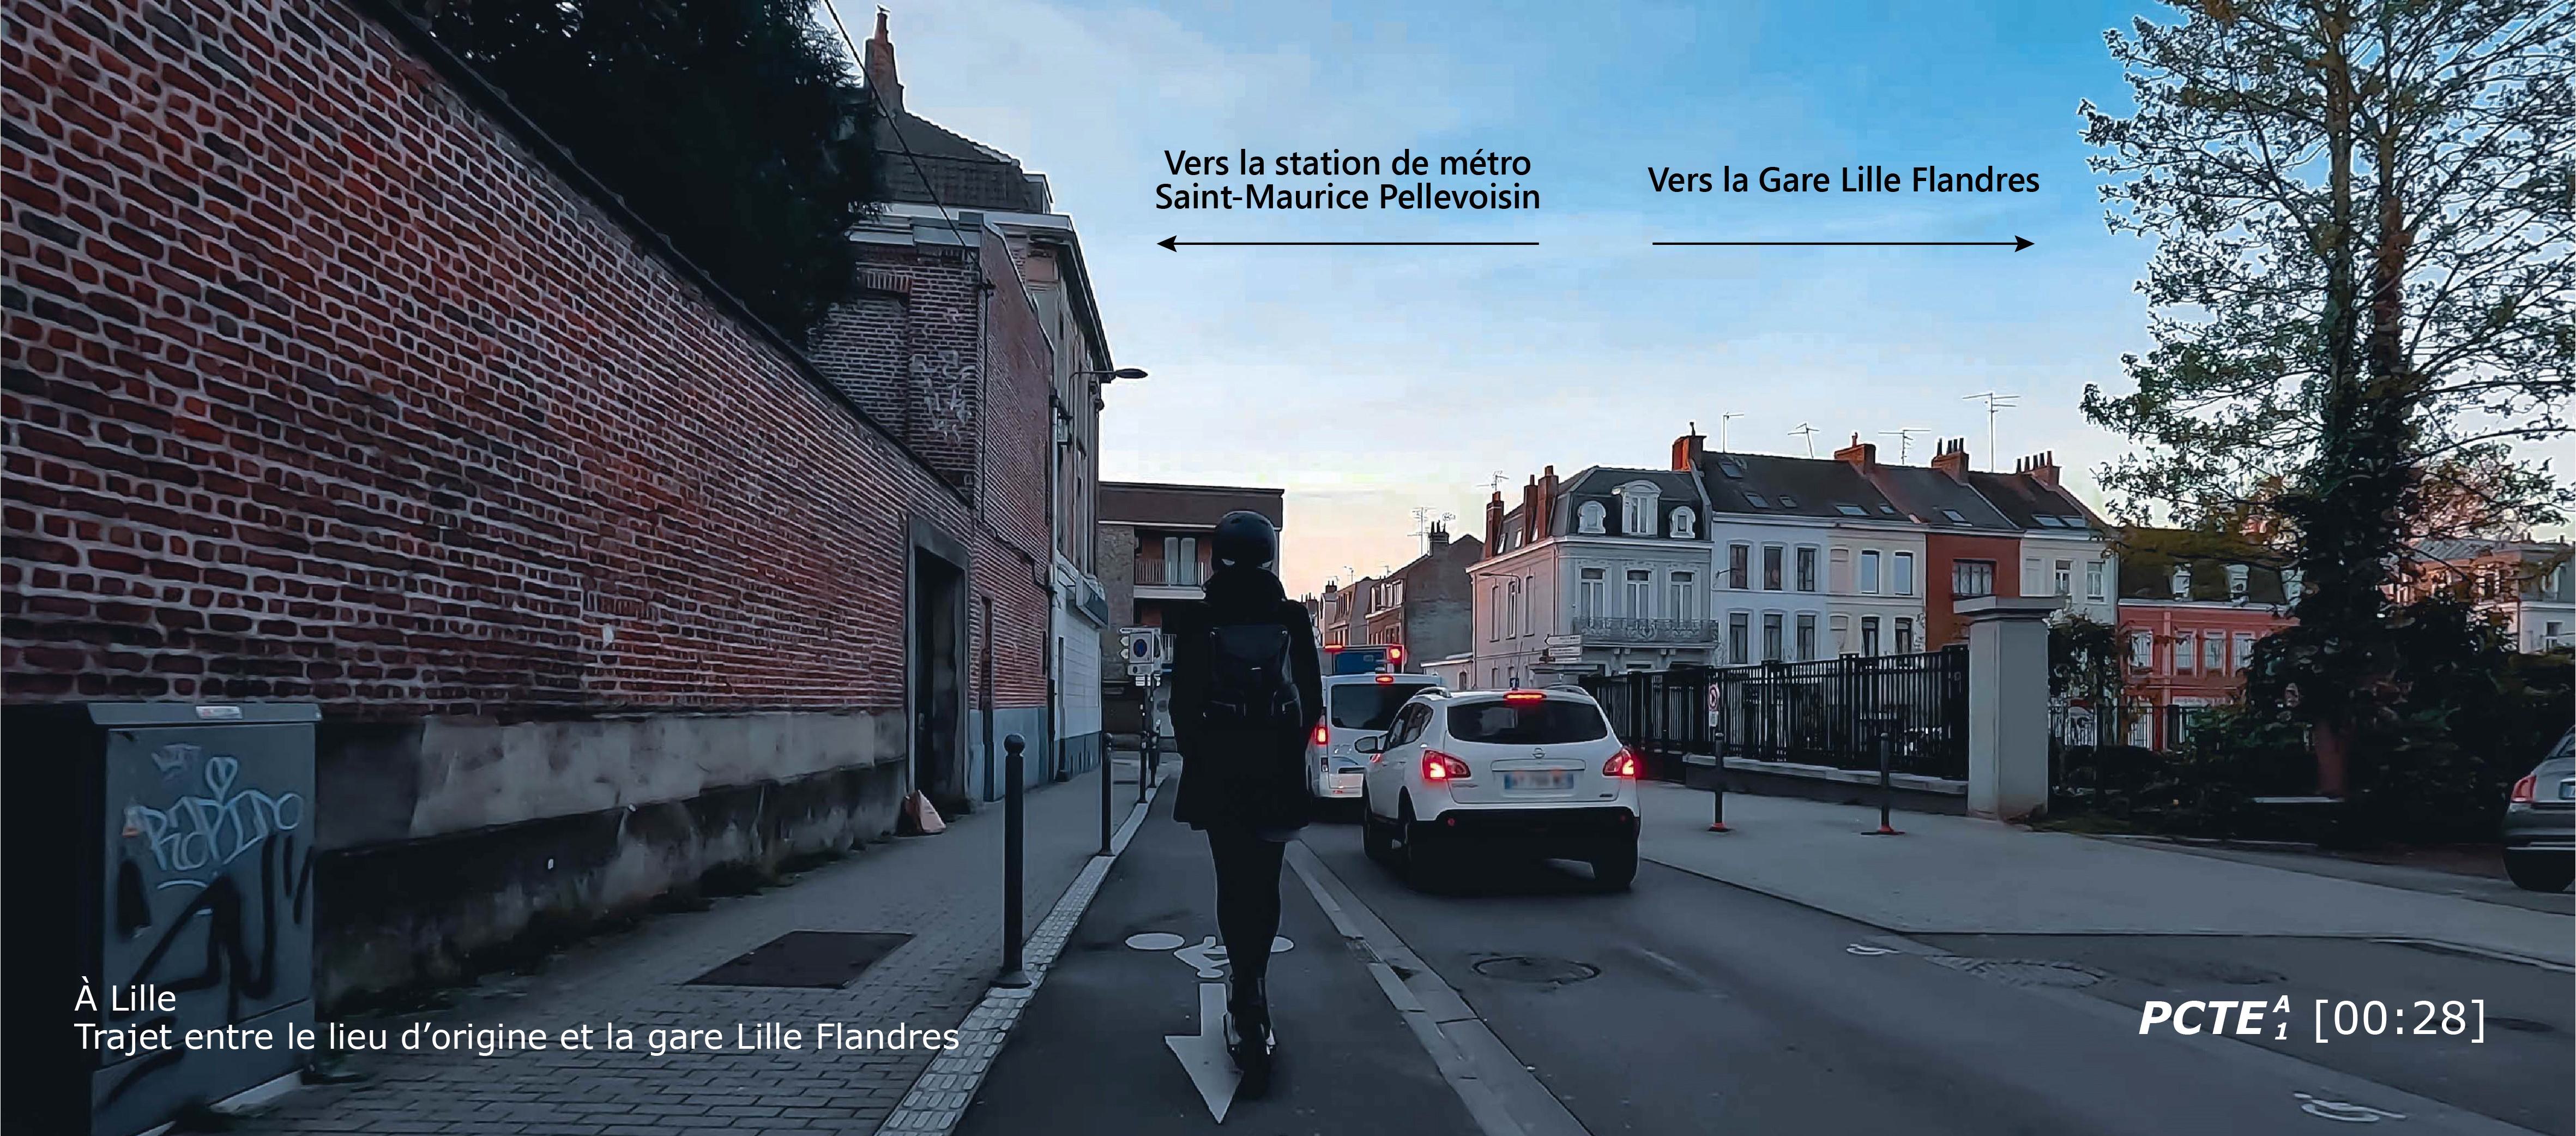 Vers la station de métro
Saint-Maurice Pellevoisin
Vers la Gare Lille Flandres
RAPIDO
À Lille
Trajet entre le lieu d’origine et la gare Lille Flandres
PCTE A 1 [00:28]